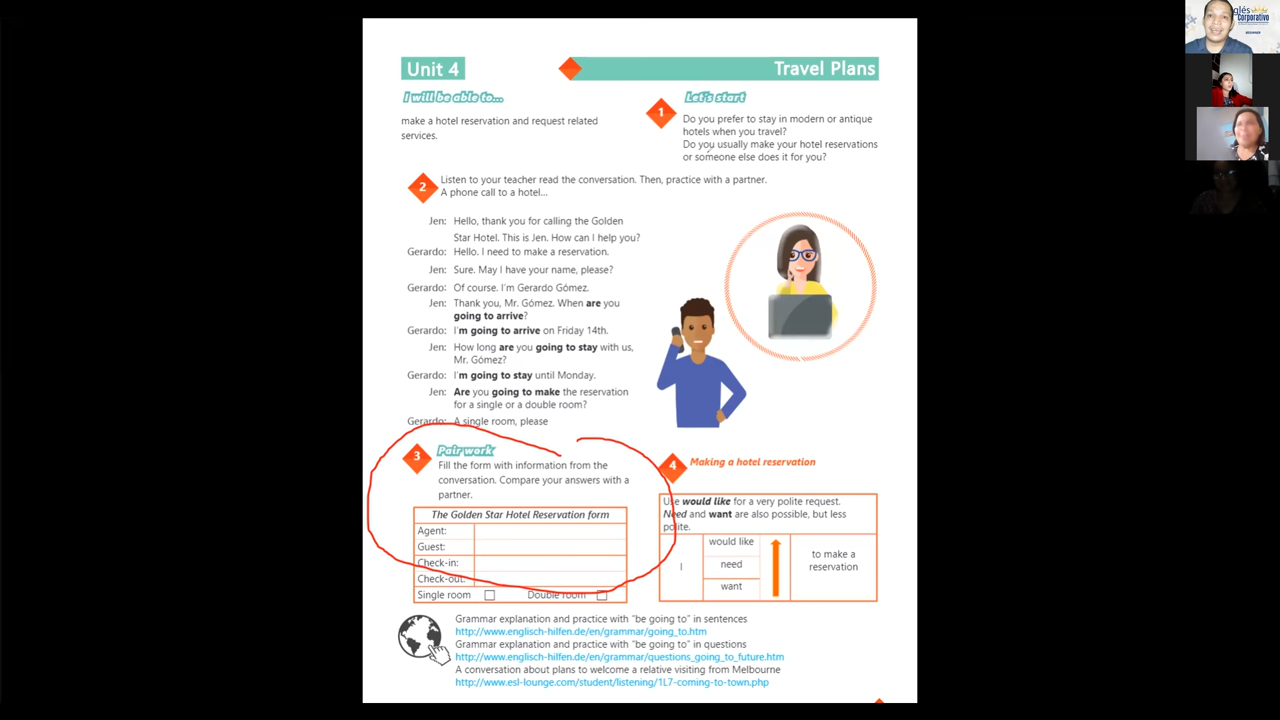 Unit 4
Travel Plans
I will be able to...
make a hotel reservation and request related
services.
1
Let's start
Do you prefer to stay in modern or antique
hotels when you travel?
Do you usually make your hotel reservations
or someone else does it for you?
2
Listen to your teacher read the conversation. Then, practice with a partner.
A phone call to a hotel...
Jen: Hello, thank you for calling the Golden
Star Hotel. This is Jen. How can I help you?
Gerardo: Hello. I need to make a reservation.
Jen: Sure. May I have your name, please?
Gerardo: Of course. I'm Gerardo Gómez.
Jen: Thank you, Mr. Gómez. When are you
going to arrive?
Gerardo: I'm going to arrive on Friday 14th.
Jen: How long are you going to stay with us,
Mr. Gómez?
Gerardo: I'm going to stay until Monday.
Jen: Are you going to make the reservation
for a single or a double room?
Gerardo: A single room, please
3
Pair work
Fill the form with information from the
conversation. Compare your answers with a
partner.
The Golden Star Hotel Reservation form
Agent:
Guest:
Check-in:
Check-out:
Single room Double room
4
Making a hotel reservation
Use would like for a very polite request.
Need and want are also possible, but less
polite.
I
would like
need
want
to make a
reservation
Grammar explanation and practice with "be going to" in sentences
http://www.englisch-hilfen.de/en/grammar/going_to.htm
Grammar explanation and practice with "be going to" in questions
http://www.englisch-hilfen.de/en/grammar/questions_going_to_future.htm
A conversation about plans to welcome a relative visiting from Melbourne
http://www.esl-lounge.com/student/listening/1L7-coming-to-town.php
glés
corporativo
BEGINNER